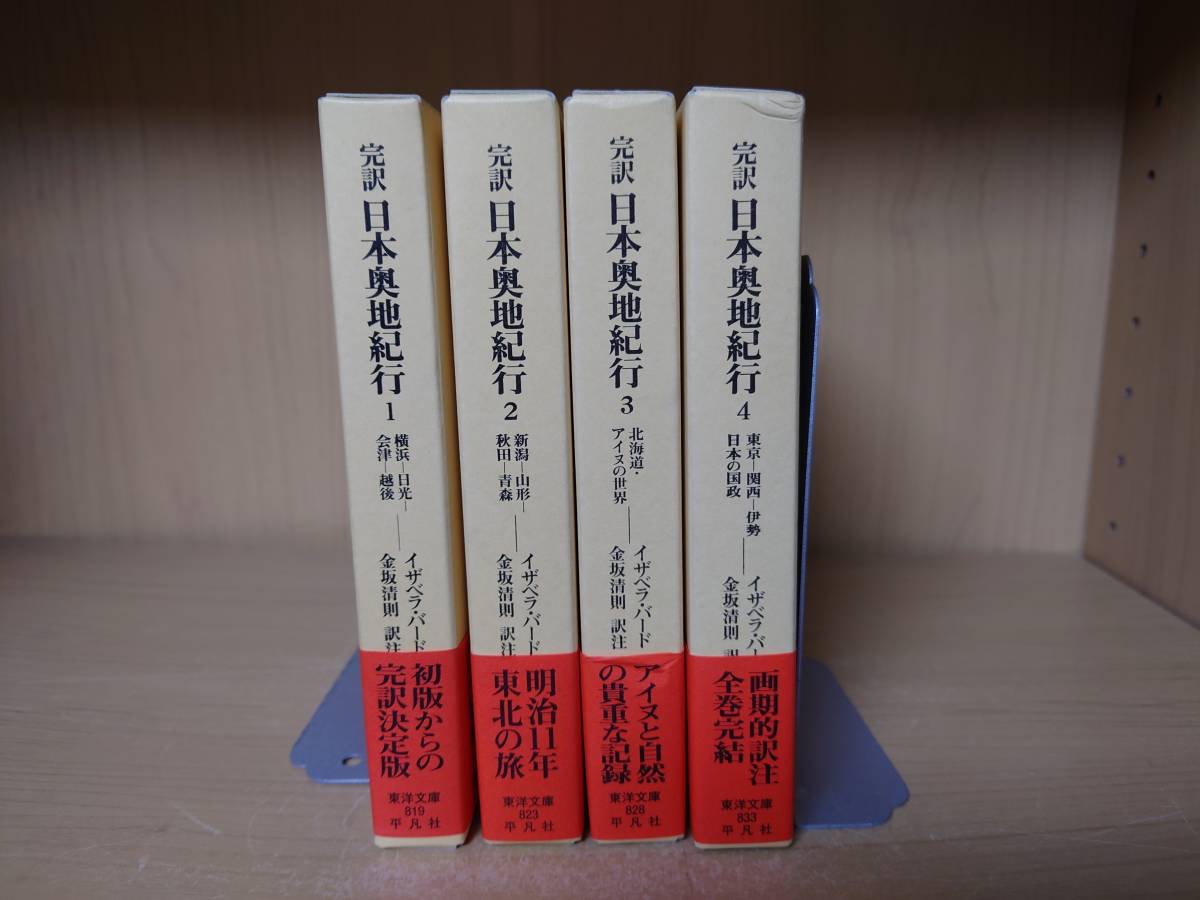 完訳 日本奥地紀行 1
横浜―日光―
会津―越後
イザベラ・バード
金坂清則 訳注
初版からの
完訳決定版
東洋文庫
819
平凡社
完訳 日本奥地紀行 2
新潟―山形―
秋田―青森
イザベラ・バード
金坂清則 訳注
明治11年
東北の旅
東洋文庫
823
平凡社
完訳 日本奥地紀行 3
北海道・
アイヌの世界
イザベラ・バード
金坂清則 訳注
アイヌと自然
の貴重な記録
東洋文庫
828
平凡社
完訳 日本奥地紀行 4
東京―関西―伊勢
日本の国政
イザベラ・バー
金坂清則 訳
画期的訳注
全巻完結
東洋文庫
833
平凡社